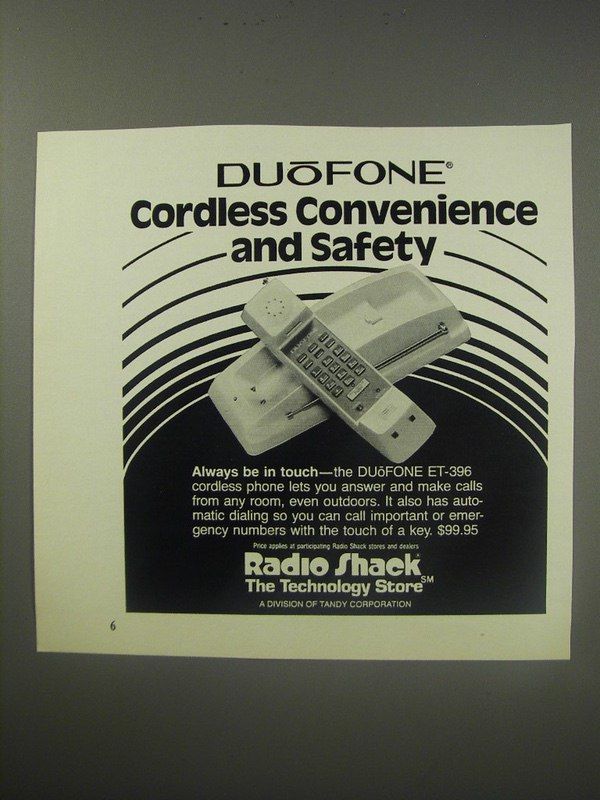 DUōFONE®
Cordless Convenience
and Safety
Always be in touch—the DUōFONE ET-396
cordless phone lets you answer and make calls
from any room, even outdoors. It also has auto-
matic dialing so you can call important or emer-
gency numbers with the touch of a key. $99.95
Price applies at participating Radio Shack stores and dealers
Radio Shack
The Technology Store℠
A DIVISION OF TANDY CORPORATION
6